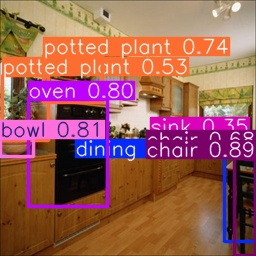 potted plant 0.74
potted plant 0.53
oven 0.80
bowl 0.81
sink 0.35
chair 0.68
dining
chair 0.89